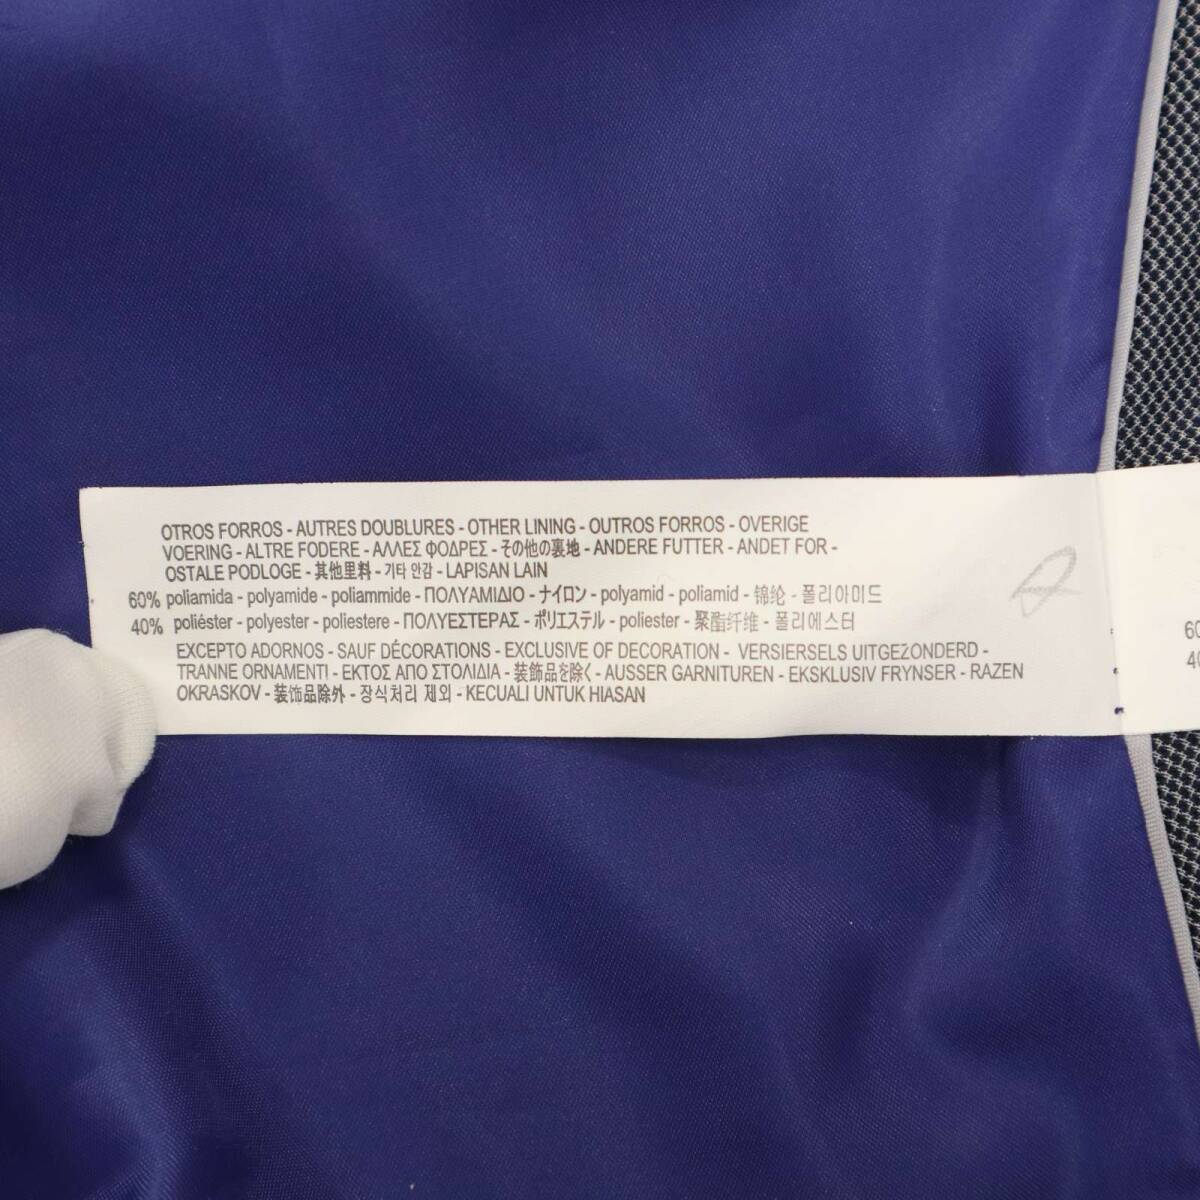 OTROS FORROS - AUTRES DOUBLURES - OTHER LINING - OUTROS FORROS - OVERIGE
VOERING - ALTRE FODERE - ΑΛΛΕΣ ΦΟΔΡΕΣ - その他の裏地 - ANDERE FUTTER - ANDET FOR -
OSTALE PODLOGE - 其他里料 - 기타 안감 - LAPISAN LAIN
60% poliamida - polyamide - poliammide - ΠΟΛΥΑΜΙΔΙΟ - ナイロン - polyamid - poliamid - 锦纶 - 폴리아미드
40% poliéster - polyester - poliestere - ΠΟΛΥΕΣΤΕΡΑΣ - ポリエステル - poliester - 聚酯纤维 - 폴리에스터
EXCEPTO ADORNOS - SAUF DÉCORATIONS - EXCLUSIVE OF DECORATION - VERSIERSELS UITGEZONDERD -
TRANNE ORNAMENTI - ΕΚΤΟΣ ΑΠΟ ΣΤΟΛΙΔΙΑ - 装飾品を除く - AUSSER GARNITUREN - EKSKLUSIV FRYNSER - RAZEN
OKRASKOV - 装饰品除外 - 장식처리 제외 - KECUALI UNTUK HIASAN
60
40